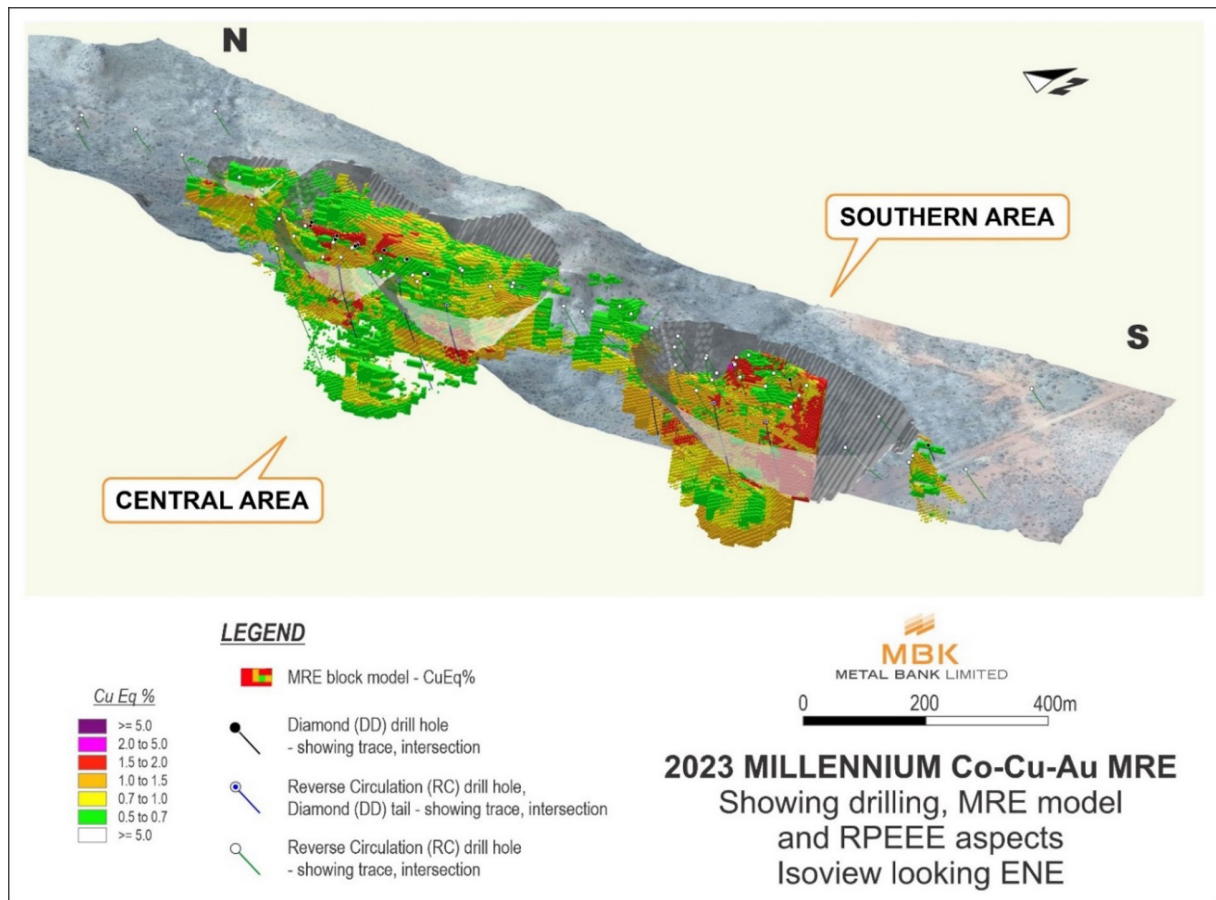 N
SOUTHERN AREA
S
CENTRAL AREA
LEGEND
MRE block model - CuEq%
Cu Eq %
>= 5.0
2.0 to 5.0
1.5 to 2.0
1.0 to 1.5
0.7 to 1.0
0.5 to 0.7
>= 5.0
Diamond (DD) drill hole
- showing trace, intersection
Reverse Circulation (RC) drill hole,
Diamond (DD) tail - showing trace, intersection
Reverse Circulation (RC) drill hole
- showing trace, intersection
MBK
METAL BANK LIMITED
0 200 400m
2023 MILLENNIUM Co-Cu-Au MRE
Showing drilling, MRE model
and RPEEE aspects
Isoview looking ENE